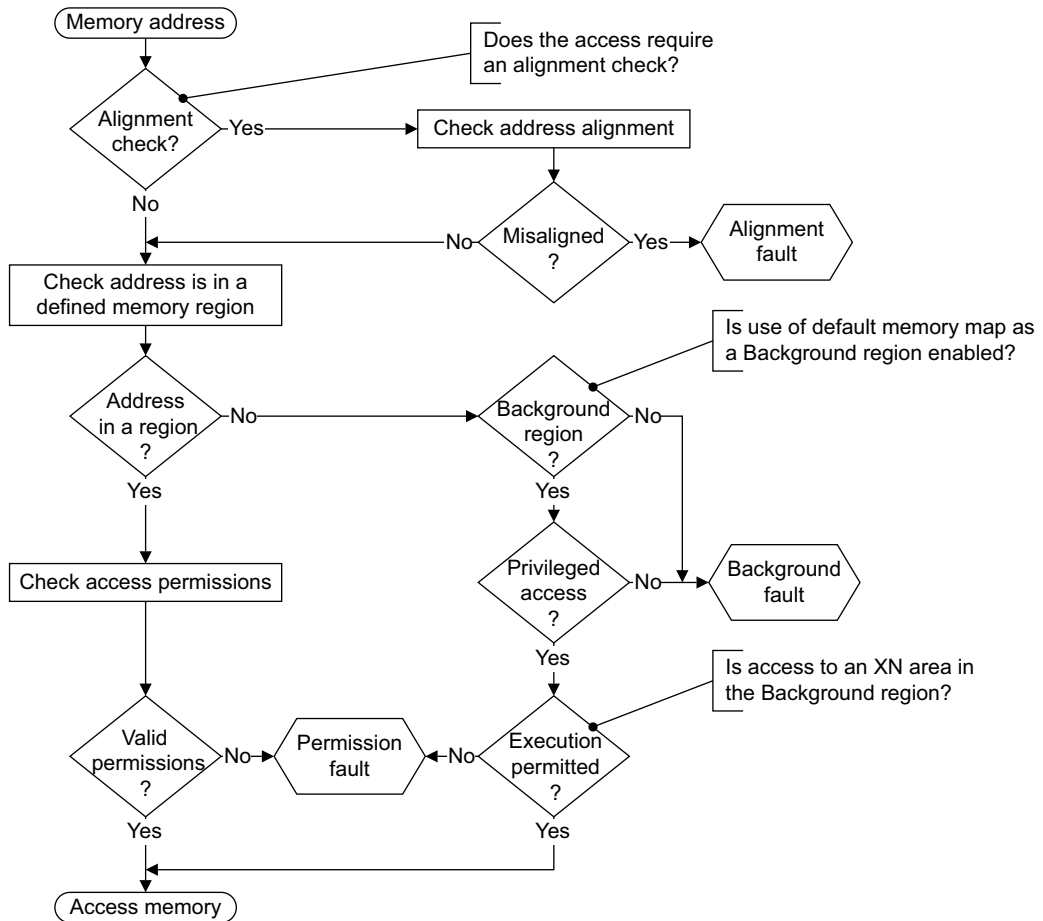 Memory address
Does the access require
an alignment check?
Alignment
check?
Yes
Check address alignment
No
Misaligned
?
No
Yes
Alignment
fault
Check address is in a
defined memory region
Is use of default memory map as
a Background region enabled?
Address
in a region
?
No
Background
region
?
No
Yes
Yes
Check access permissions
Privileged
access
?
No
Background
fault
Yes
Is access to an XN area in
the Background region?
Valid
permissions
?
No
Permission
fault
No
Execution
permitted
?
Yes
Yes
Access memory